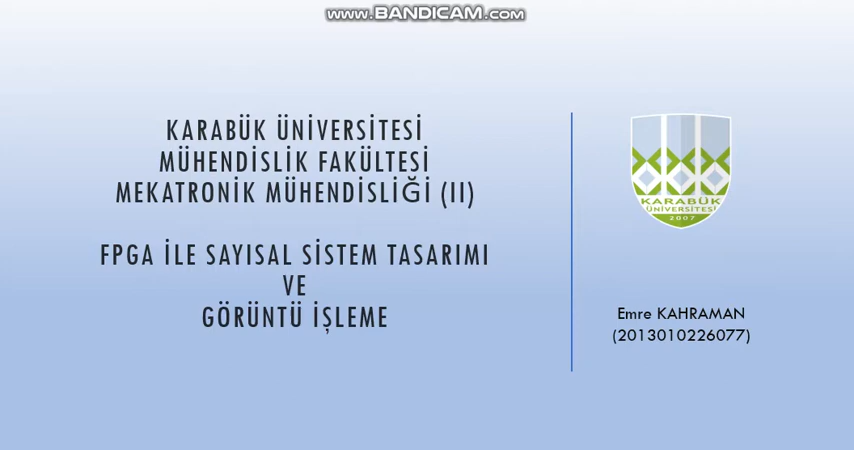 www.BANDICAM.com
KARABÜK ÜNİVERSİTESİ
MÜHENDİSLİK FAKÜLTESİ
MEKATRONİK MÜHENDİSLİĞİ (II)
FPGA İLE SAYISAL SİSTEM TASARIMI
VE
GÖRÜNTÜ İŞLEME
KARABÜK
ÜNİVERSİTESİ
2007
Emre KAHRAMAN
(2013010226077)